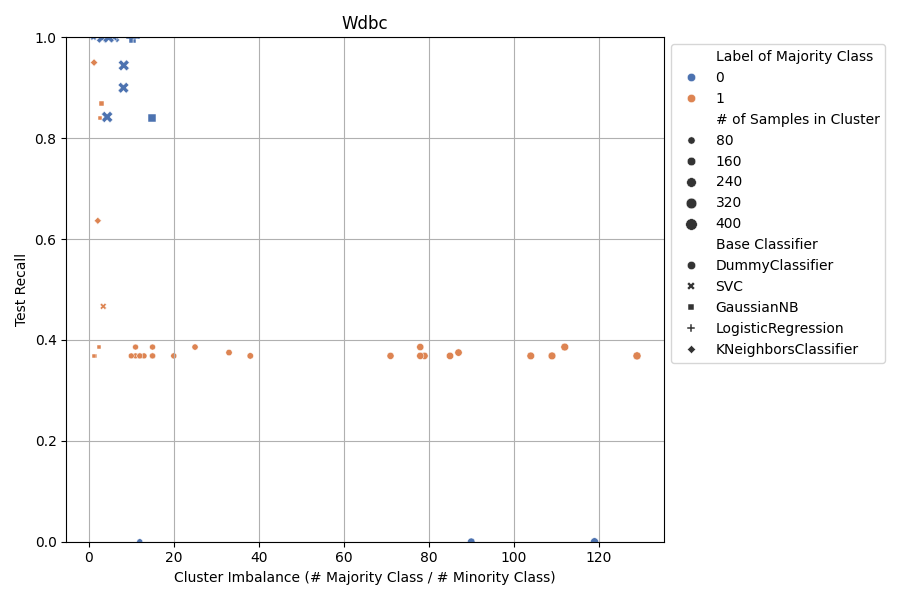 Wdbc
1.0
0.8
0.6
0.4
0.2
0.0
Test Recall
0
20
40
60
80
100
120
Cluster Imbalance (# Majority Class / # Minority Class)
Label of Majority Class
0
1
# of Samples in Cluster
80
160
240
320
400
Base Classifier
DummyClassifier
SVC
GaussianNB
LogisticRegression
KNeighborsClassifier